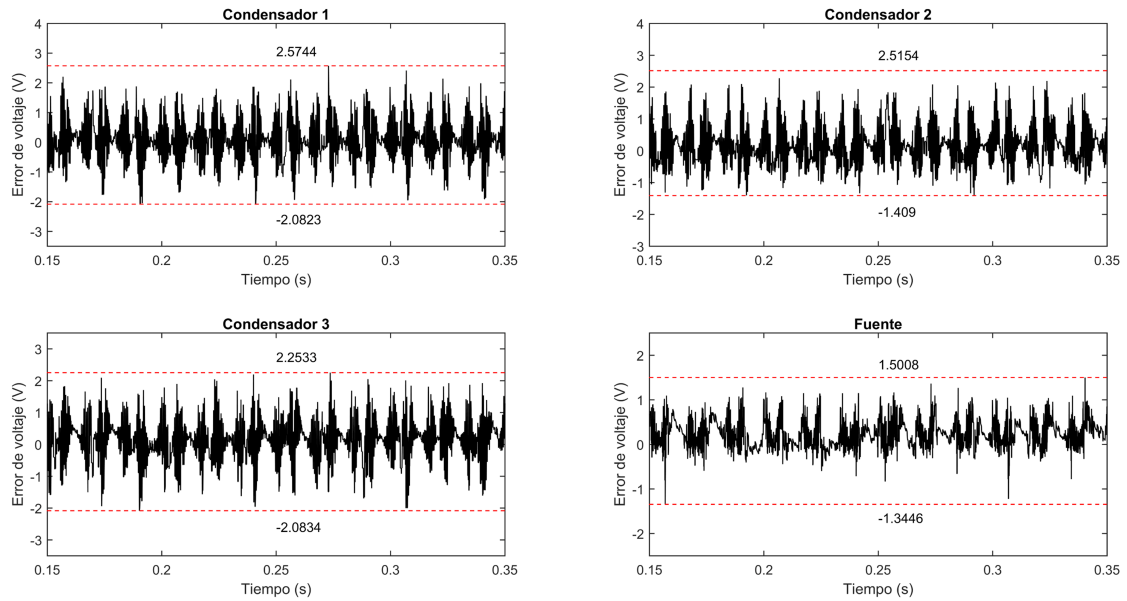 Condensador 1
4
3
2.5744
2
1
0
-1
-2
-2.0823
-3
0.15 0.2 0.25 0.3 0.35
Error de voltaje (V)
Tiempo (s)
Condensador 2
4
3
2.5154
2
1
0
-1
-1.409
-2
-3
0.15 0.2 0.25 0.3 0.35
Error de voltaje (V)
Tiempo (s)
Condensador 3
3
2.2533
2
1
0
-1
-2
-2.0834
-3
0.15 0.2 0.25 0.3 0.35
Error de voltaje (V)
Tiempo (s)
Fuente
2
1.5008
1
0
-1
-1.3446
-2
0.15 0.2 0.25 0.3 0.35
Error de voltaje (V)
Tiempo (s)